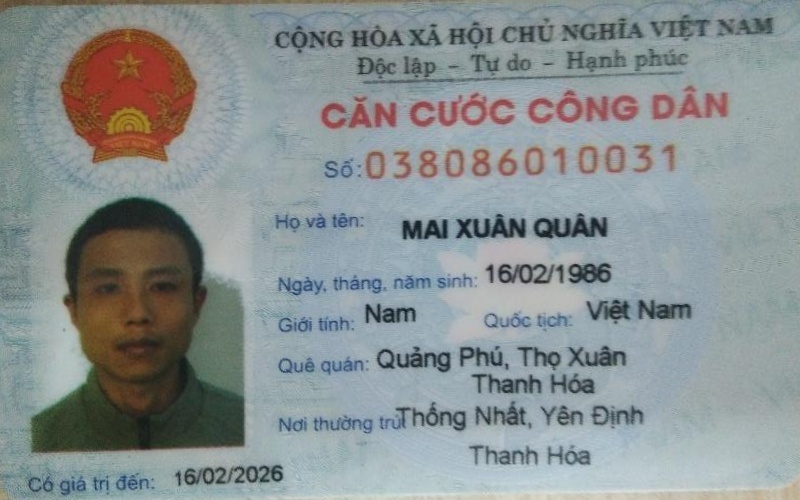 CỘNG HÒA XÃ HỘI CHỦ NGHĨA VIỆT NAM
Độc lập – Tự do – Hạnh phúc
CĂN CƯỚC CÔNG DÂN
Số: 038086010031
Họ và tên: MAI XUÂN QUÂN
Ngày, tháng, năm sinh: 16/02/1986
Giới tính: Nam Quốc tịch: Việt Nam
Quê quán: Quảng Phú, Thọ Xuân
Thanh Hóa
Nơi thường trú: Thống Nhất, Yên Định
Thanh Hóa
Có giá trị đến: 16/02/2026